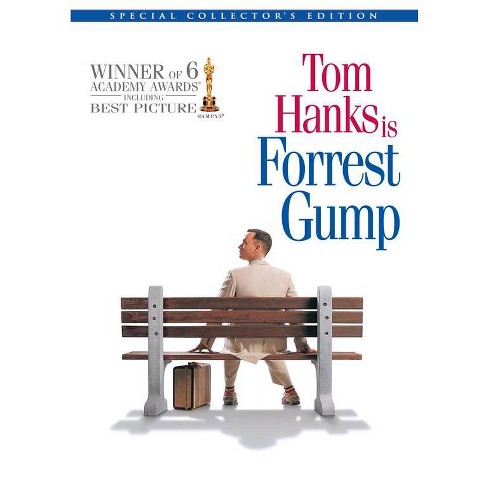 SPECIAL COLLECTOR'S EDITION
WINNER OF 6
ACADEMY AWARDS®
INCLUDING
BEST PICTURE
©A.M.P.A.S.®
Tom
Hanks is
Forrest
Gump